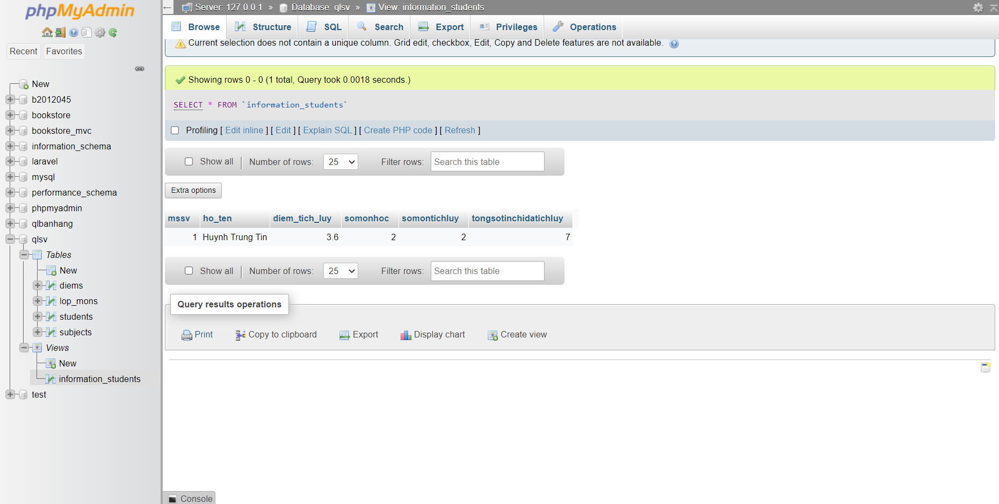 phpMyAdmin
Recent
Favorites
New
b2012045
bookstore
bookstore_mvc
information_schema
laravel
mysql
performance_schema
phpmyadmin
qlbanhang
qlsv
Tables
New
diems
lop_mons
students
subjects
Views
New
information_students
test
Server: 127.0.0.1 » Database: qlsv » View: information_students
Browse Structure SQL Search Export Privileges Operations
Current selection does not contain a unique column. Grid edit, checkbox, Edit, Copy and Delete features are not available.
Showing rows 0 - 0 (1 total, Query took 0.0018 seconds.)
SELECT * FROM `information_students`
Profiling [ Edit inline ] [ Edit ] [ Explain SQL ] [ Create PHP code ] [ Refresh ]
Show all | Number of rows: 25 Filter rows: Search this table
Extra options
mssv ho_ten diem_tich_luy somonhoc somontichluy tongsotinchidatichluy
1 Huynh Trung Tin 3.6 2 2 7
Show all | Number of rows: 25 Filter rows: Search this table
Query results operations
Print Copy to clipboard Export Display chart Create view
Console